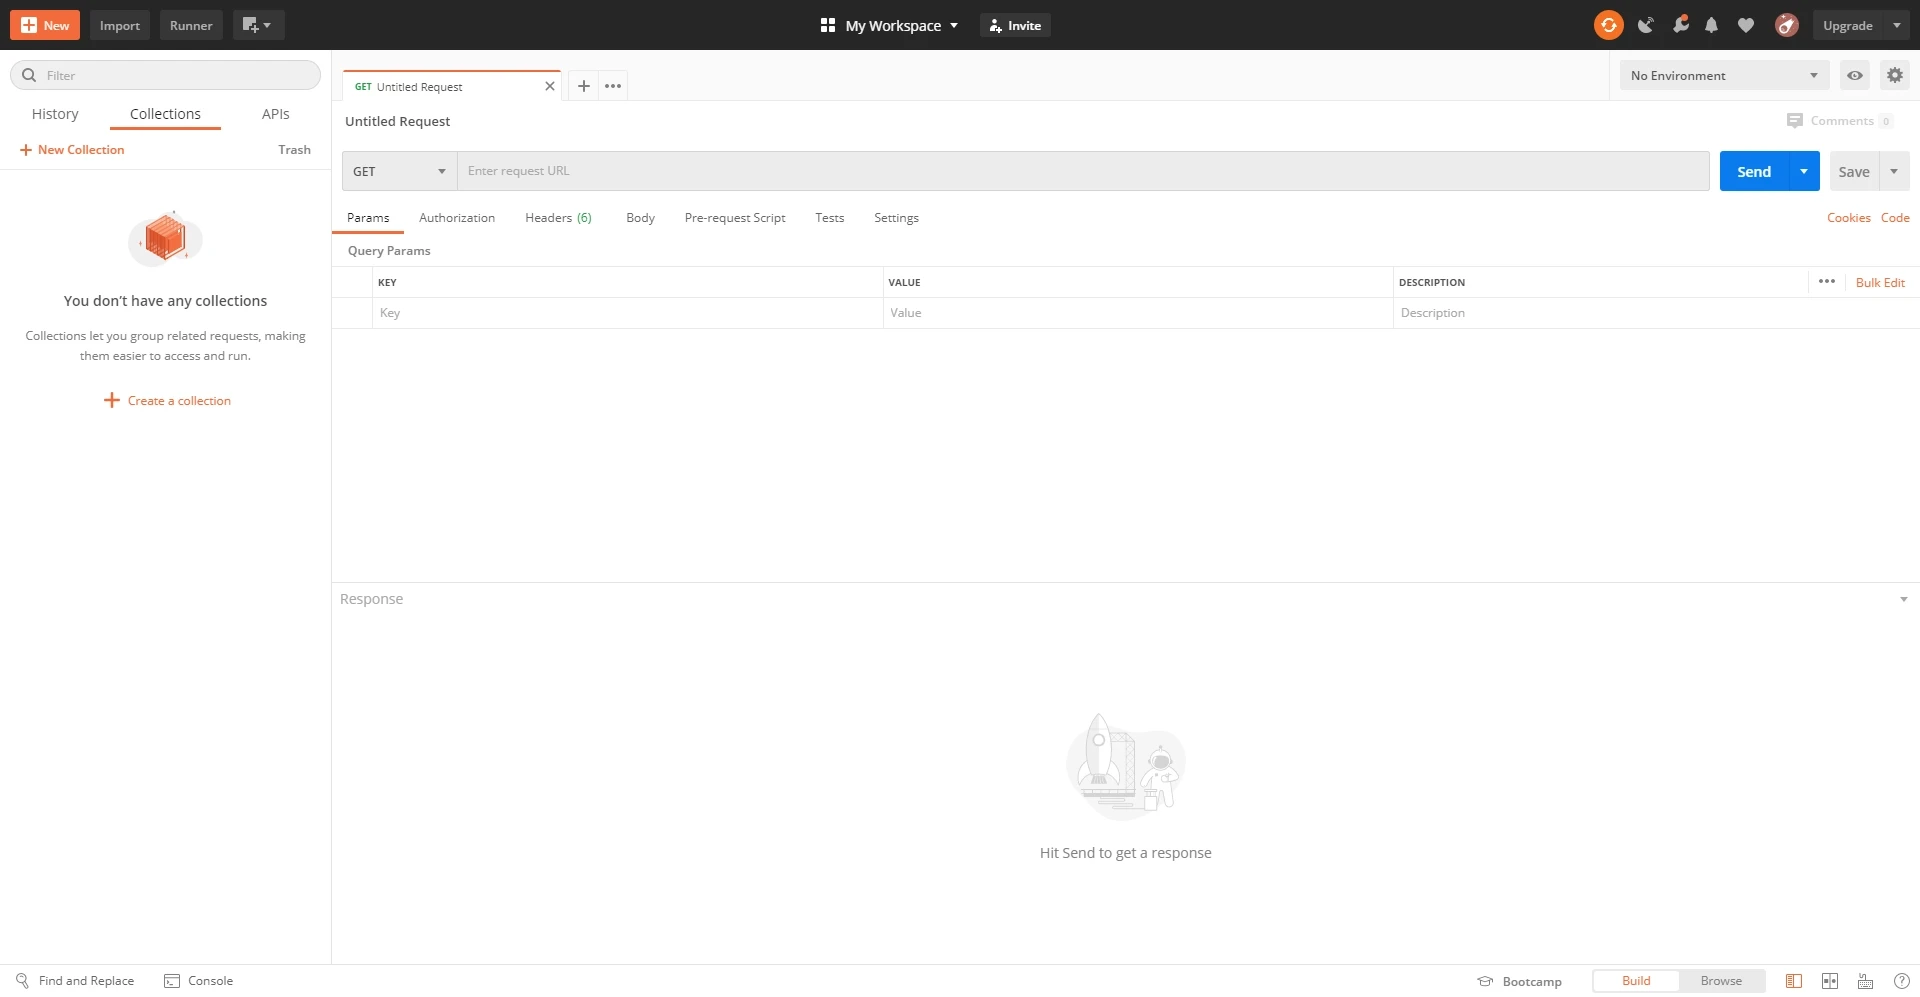 New
Import
Runner
My Workspace
Invite
Upgrade
Filter
History
Collections
APIs
New Collection
Trash
You don’t have any collections
Collections let you group related requests, making
them easier to access and run.
Create a collection
GET Untitled Request
No Environment
Untitled Request
Comments 0
GET
Enter request URL
Send
Save
Params
Authorization
Headers (6)
Body
Pre-request Script
Tests
Settings
Cookies
Code
Query Params
KEY
VALUE
DESCRIPTION
Bulk Edit
Key
Value
Description
Response
Hit Send to get a response
Find and Replace
Console
Bootcamp
Build
Browse